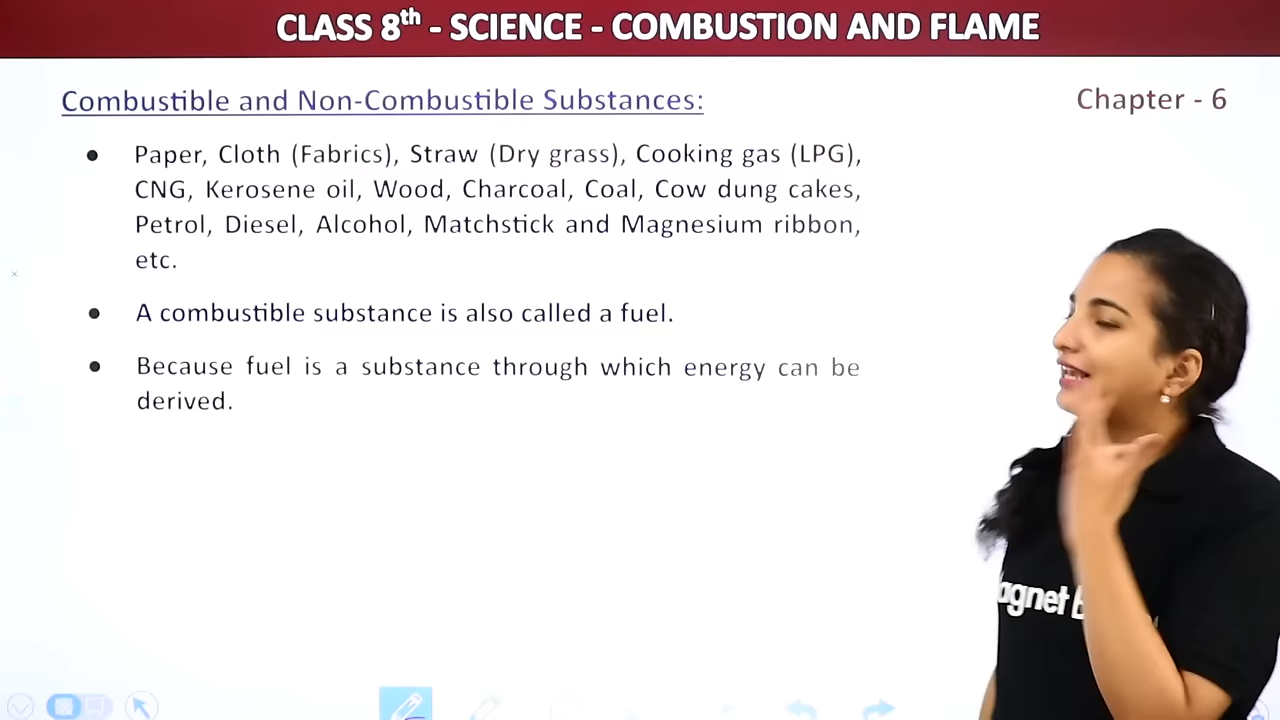 CLASS 8th - SCIENCE - COMBUSTION AND FLAME
Combustible and Non-Combustible Substances:
Chapter - 6
● Paper, Cloth (Fabrics), Straw (Dry grass), Cooking gas (LPG),
CNG, Kerosene oil, Wood, Charcoal, Coal, Cow dung cakes,
Petrol, Diesel, Alcohol, Matchstick and Magnesium ribbon,
etc.
● A combustible substance is also called a fuel.
● Because fuel is a substance through which energy can be
derived.
agnet B